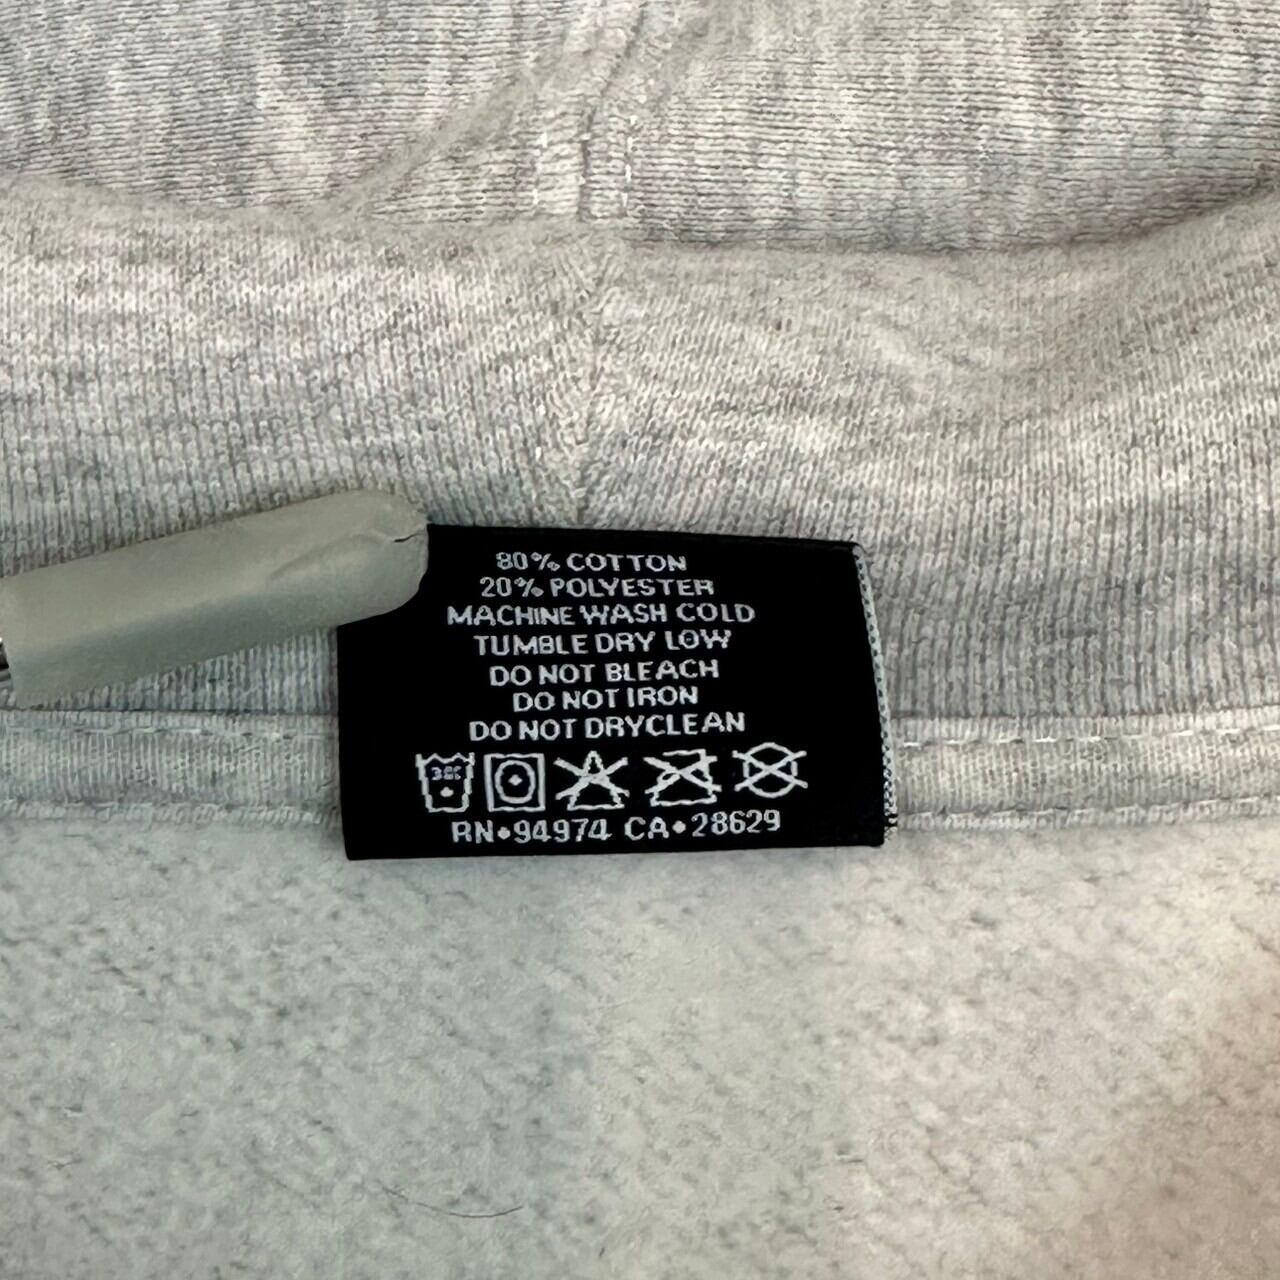 80% COTTON
20% POLYESTER
MACHINE WASH COLD
TUMBLE DRY LOW
DO NOT BLEACH
DO NOT IRON
DO NOT DRYCLEAN
RN•94974 CA•28629